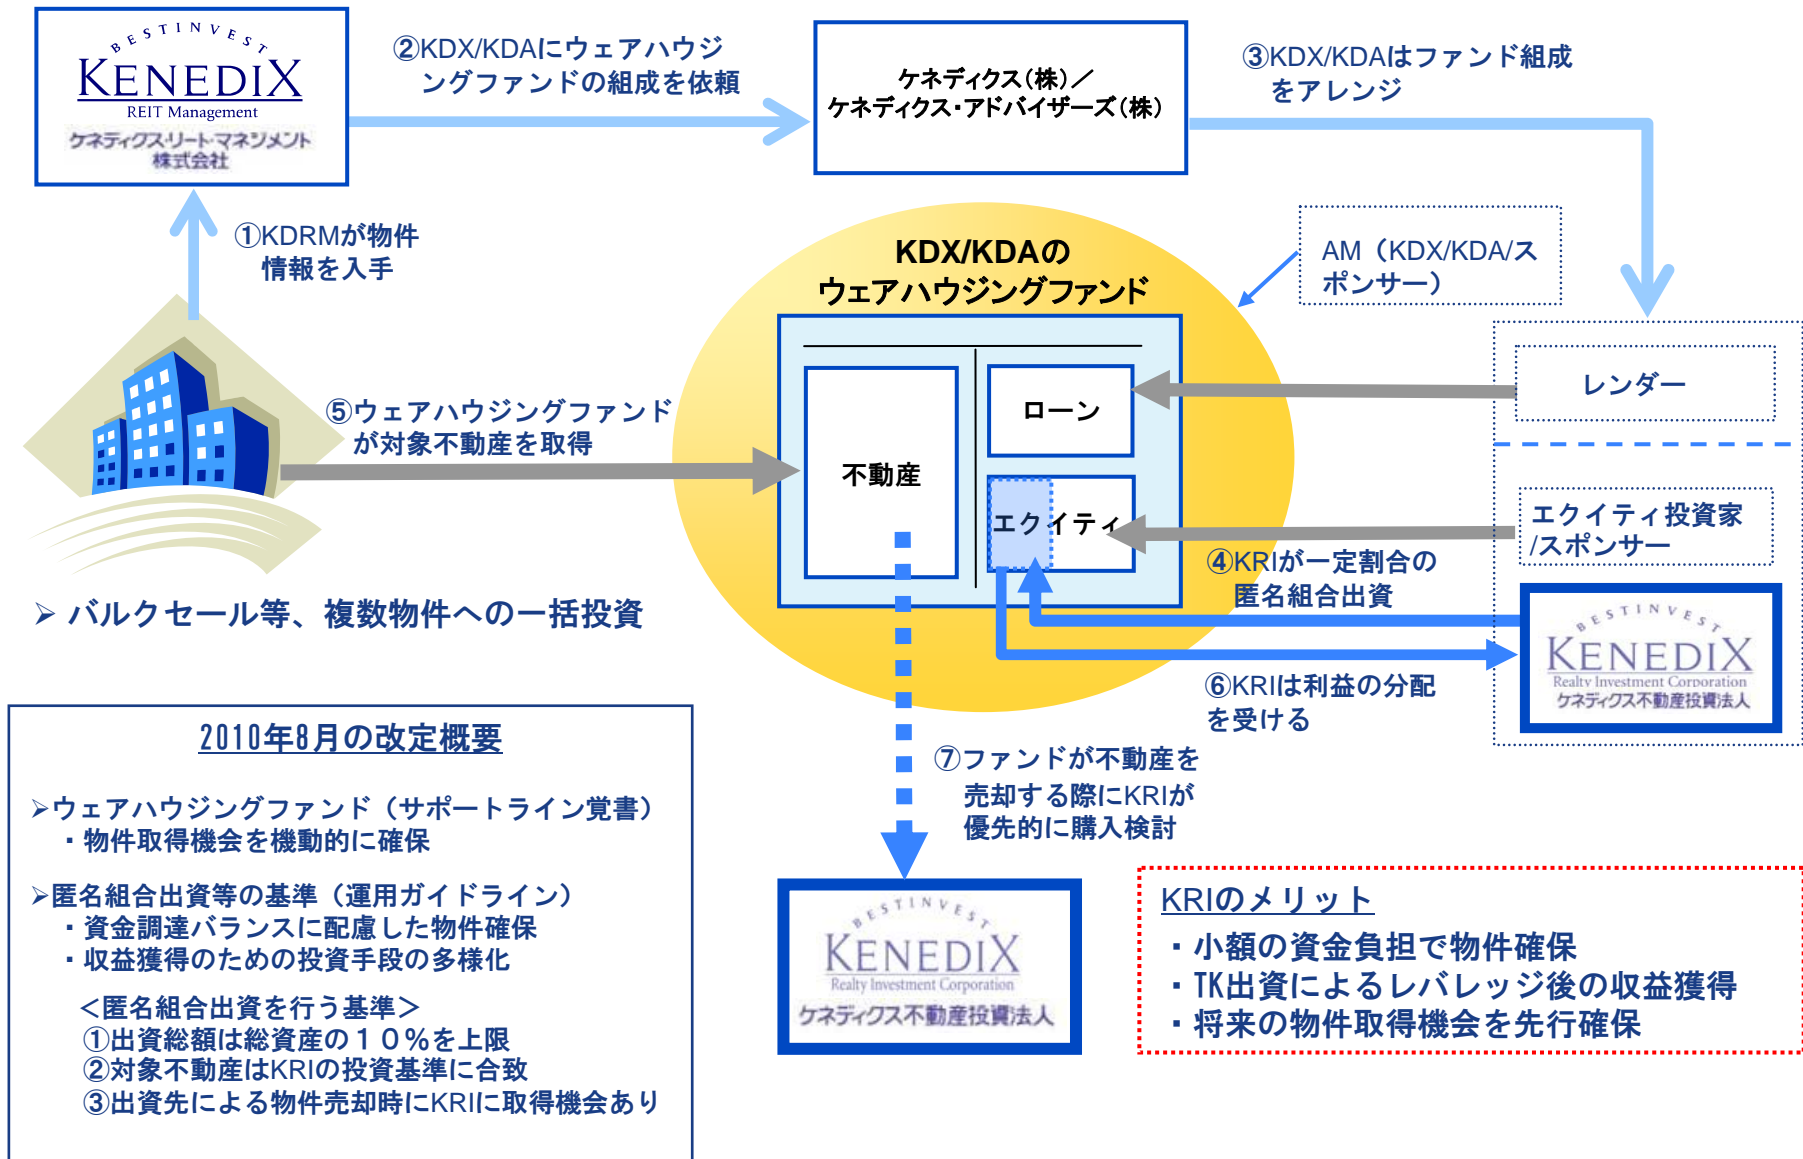 BESTINVEST
KENEDIX
REIT Management
ケネディクス・リート・マネジメント
株式会社
②KDX/KDAにウェアハウジ
ングファンドの組成を依頼
ケネディクス(株)／
ケネディクス・アドバイザーズ(株)
③KDX/KDAはファンド組成
をアレンジ
①KDRMが物件
情報を入手
KDX/KDAの
ウェアハウジングファンド
AM（KDX/KDA/ス
ポンサー）
⑤ウェアハウジングファンド
が対象不動産を取得
不動産
ローン
エクイティ
レンダー
エクイティ投資家
/スポンサー
④KRIが一定割合の
匿名組合出資
BESTINVEST
KENEDIX
Realty Investment Corporation
ケネディクス不動産投資法人
⑥KRIは利益の分配
を受ける
➢ バルクセール等、複数物件への一括投資
⑦ファンドが不動産を
売却する際にKRIが
優先的に購入検討
BESTINVEST
KENEDIX
Realty Investment Corporation
ケネディクス不動産投資法人
2010年8月の改定概要
➢ウェアハウジングファンド（サポートライン覚書）
・物件取得機会を機動的に確保
➢匿名組合出資等の基準（運用ガイドライン）
・資金調達バランスに配慮した物件確保
・収益獲得のための投資手段の多様化
＜匿名組合出資を行う基準＞
①出資総額は総資産の１０％を上限
②対象不動産はKRIの投資基準に合致
③出資先による物件売却時にKRIに取得機会あり
KRIのメリット
・小額の資金負担で物件確保
・TK出資によるレバレッジ後の収益獲得
・将来の物件取得機会を先行確保